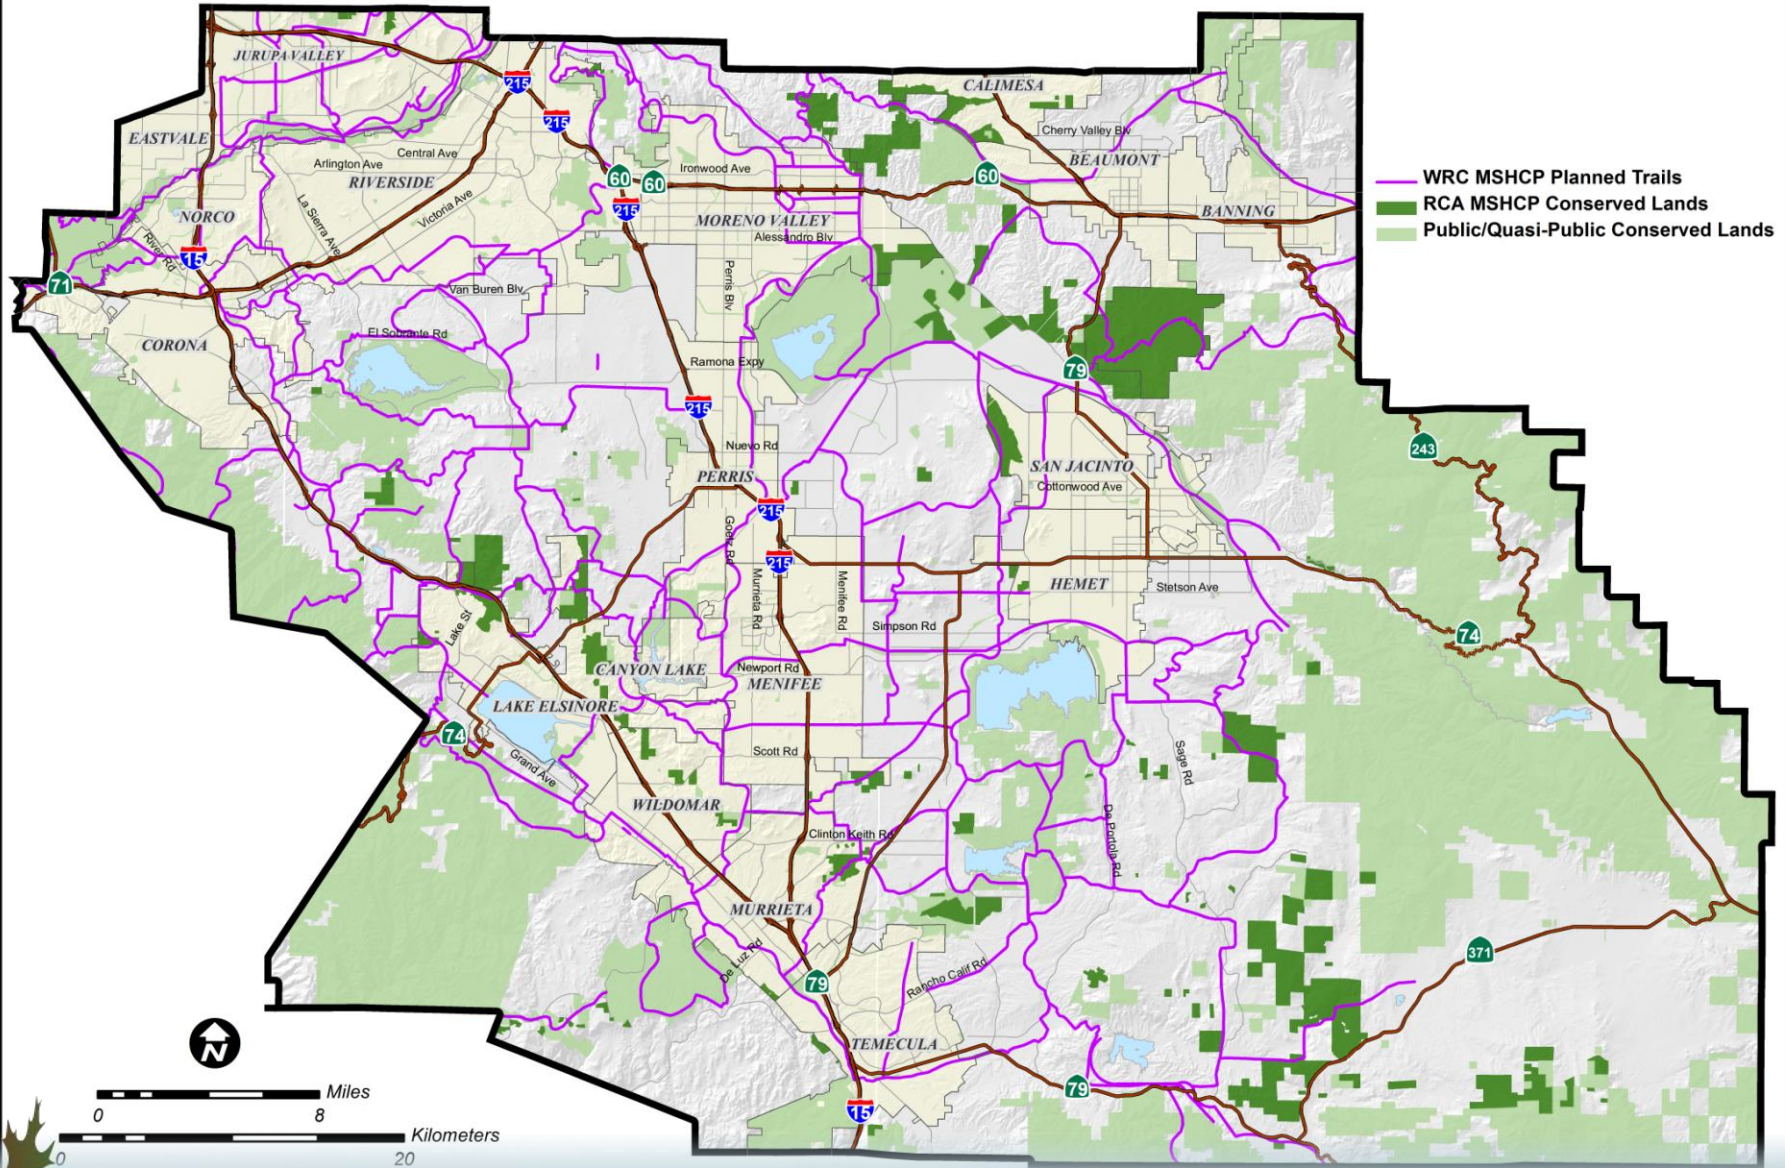 JURUPA VALLEY
215
CALIMESA
215
EASTVALE
Cherry Valley Blv
Central Ave
BEAUMONT
Arlington Ave
Ironwood Ave
60
60
60
WRC MSHCP Planned Trails
RIVERSIDE
RCA MSHCP Conserved Lands
La Sierra Ave
Victoria Ave
215
NORCO
MORENO VALLEY
BANNING
Public/Quasi-Public Conserved Lands
River Rd
Alessandro Blv
15
71
Van Buren Blv
Perris Blv
El Sobrante Rd
CORONA
Ramona Expy
79
215
Nuevo Rd
243
PERRIS
SAN JACINTO
Cottonwood Ave
215
Goetz Rd
215
Murrieta Rd
Menifee Rd
HEMET
Stetson Ave
Lake St
Simpson Rd
74
CANYON LAKE
Newport Rd
MENIFEE
LAKE ELSINORE
74
Grand Ave
Scott Rd
Sage Rd
WILDOMAR
Clinton Keith Rd
De Portola Rd
MURRIETA
De Luz Rd
371
79
Rancho Calif Rd
N
TEMECULA
79
15
Miles
0 8
Kilometers
0 20